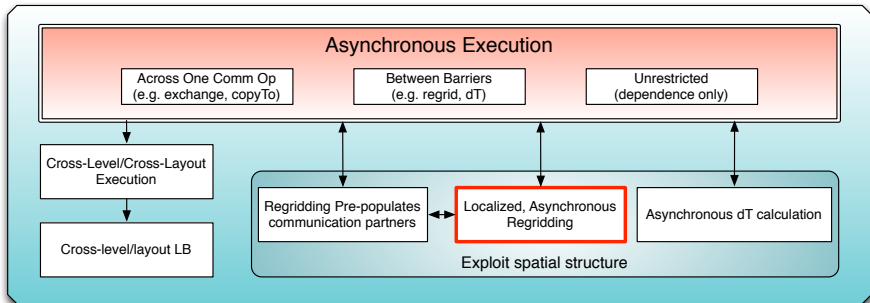 Asynchronous Execution
Across One Comm Op
(e.g. exchange, copyTo)
Between Barriers
(e.g. regrid, dT)
Unrestricted
(dependence only)
Cross-Level/Cross-Layout
Execution
Cross-level/layout LB
Regridding Pre-populates
communication partners
Localized, Asynchronous
Regridding
Asynchronous dT calculation
Exploit spatial structure